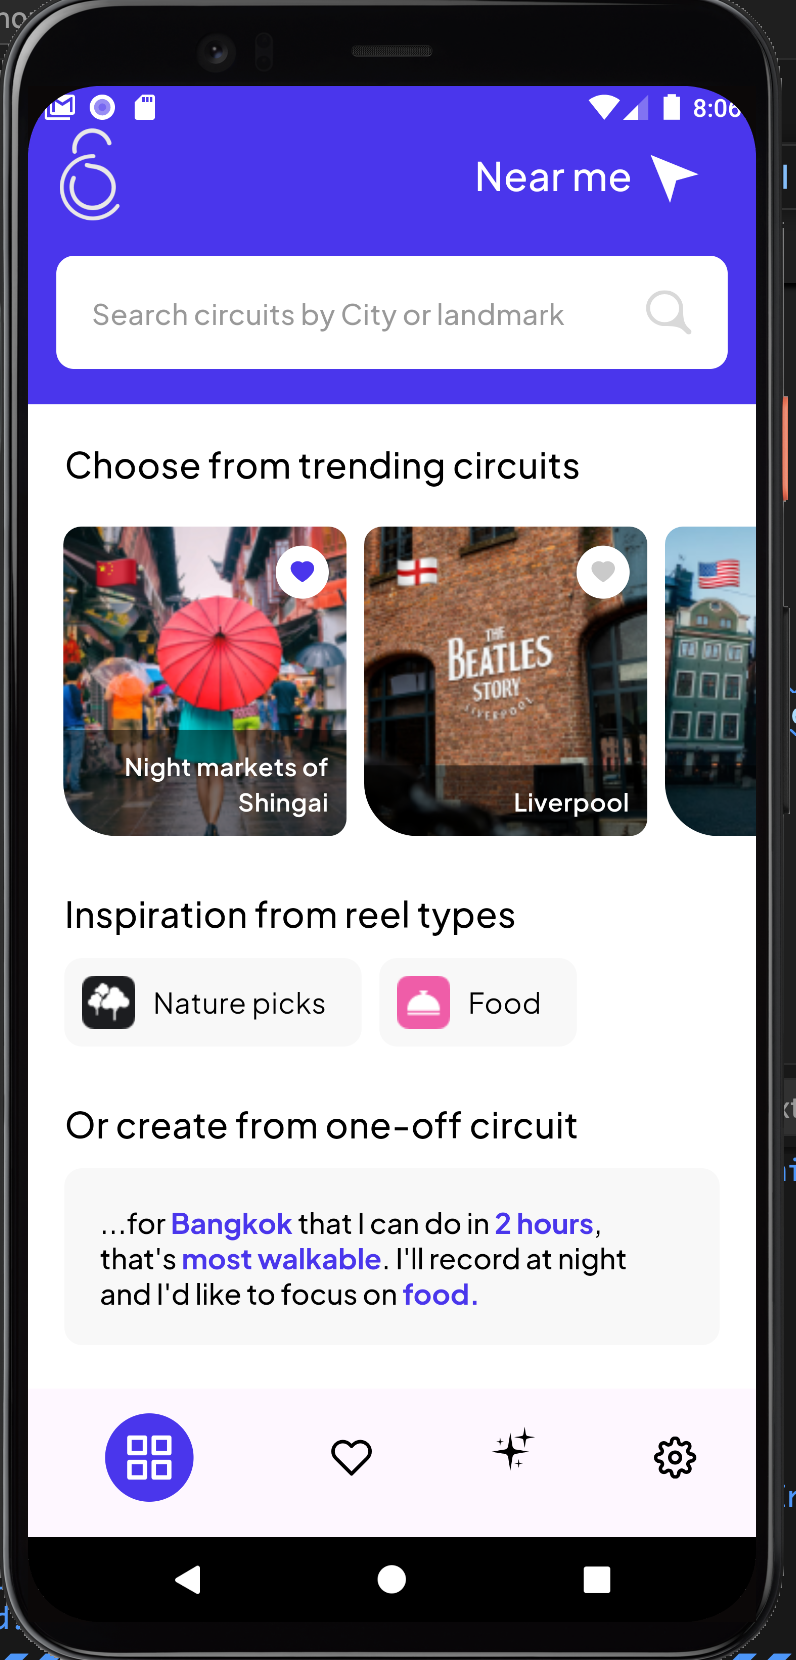 8:06
Near me
Search circuits by City or landmark
Choose from trending circuits
THE
BEATLES
STORY
LIVERPOOL
Night markets of
Shingai
Liverpool
Inspiration from reel types
Nature picks
Food
Or create from one-off circuit
...for Bangkok that I can do in 2 hours,
that's most walkable. I'll record at night
and I'd like to focus on food.